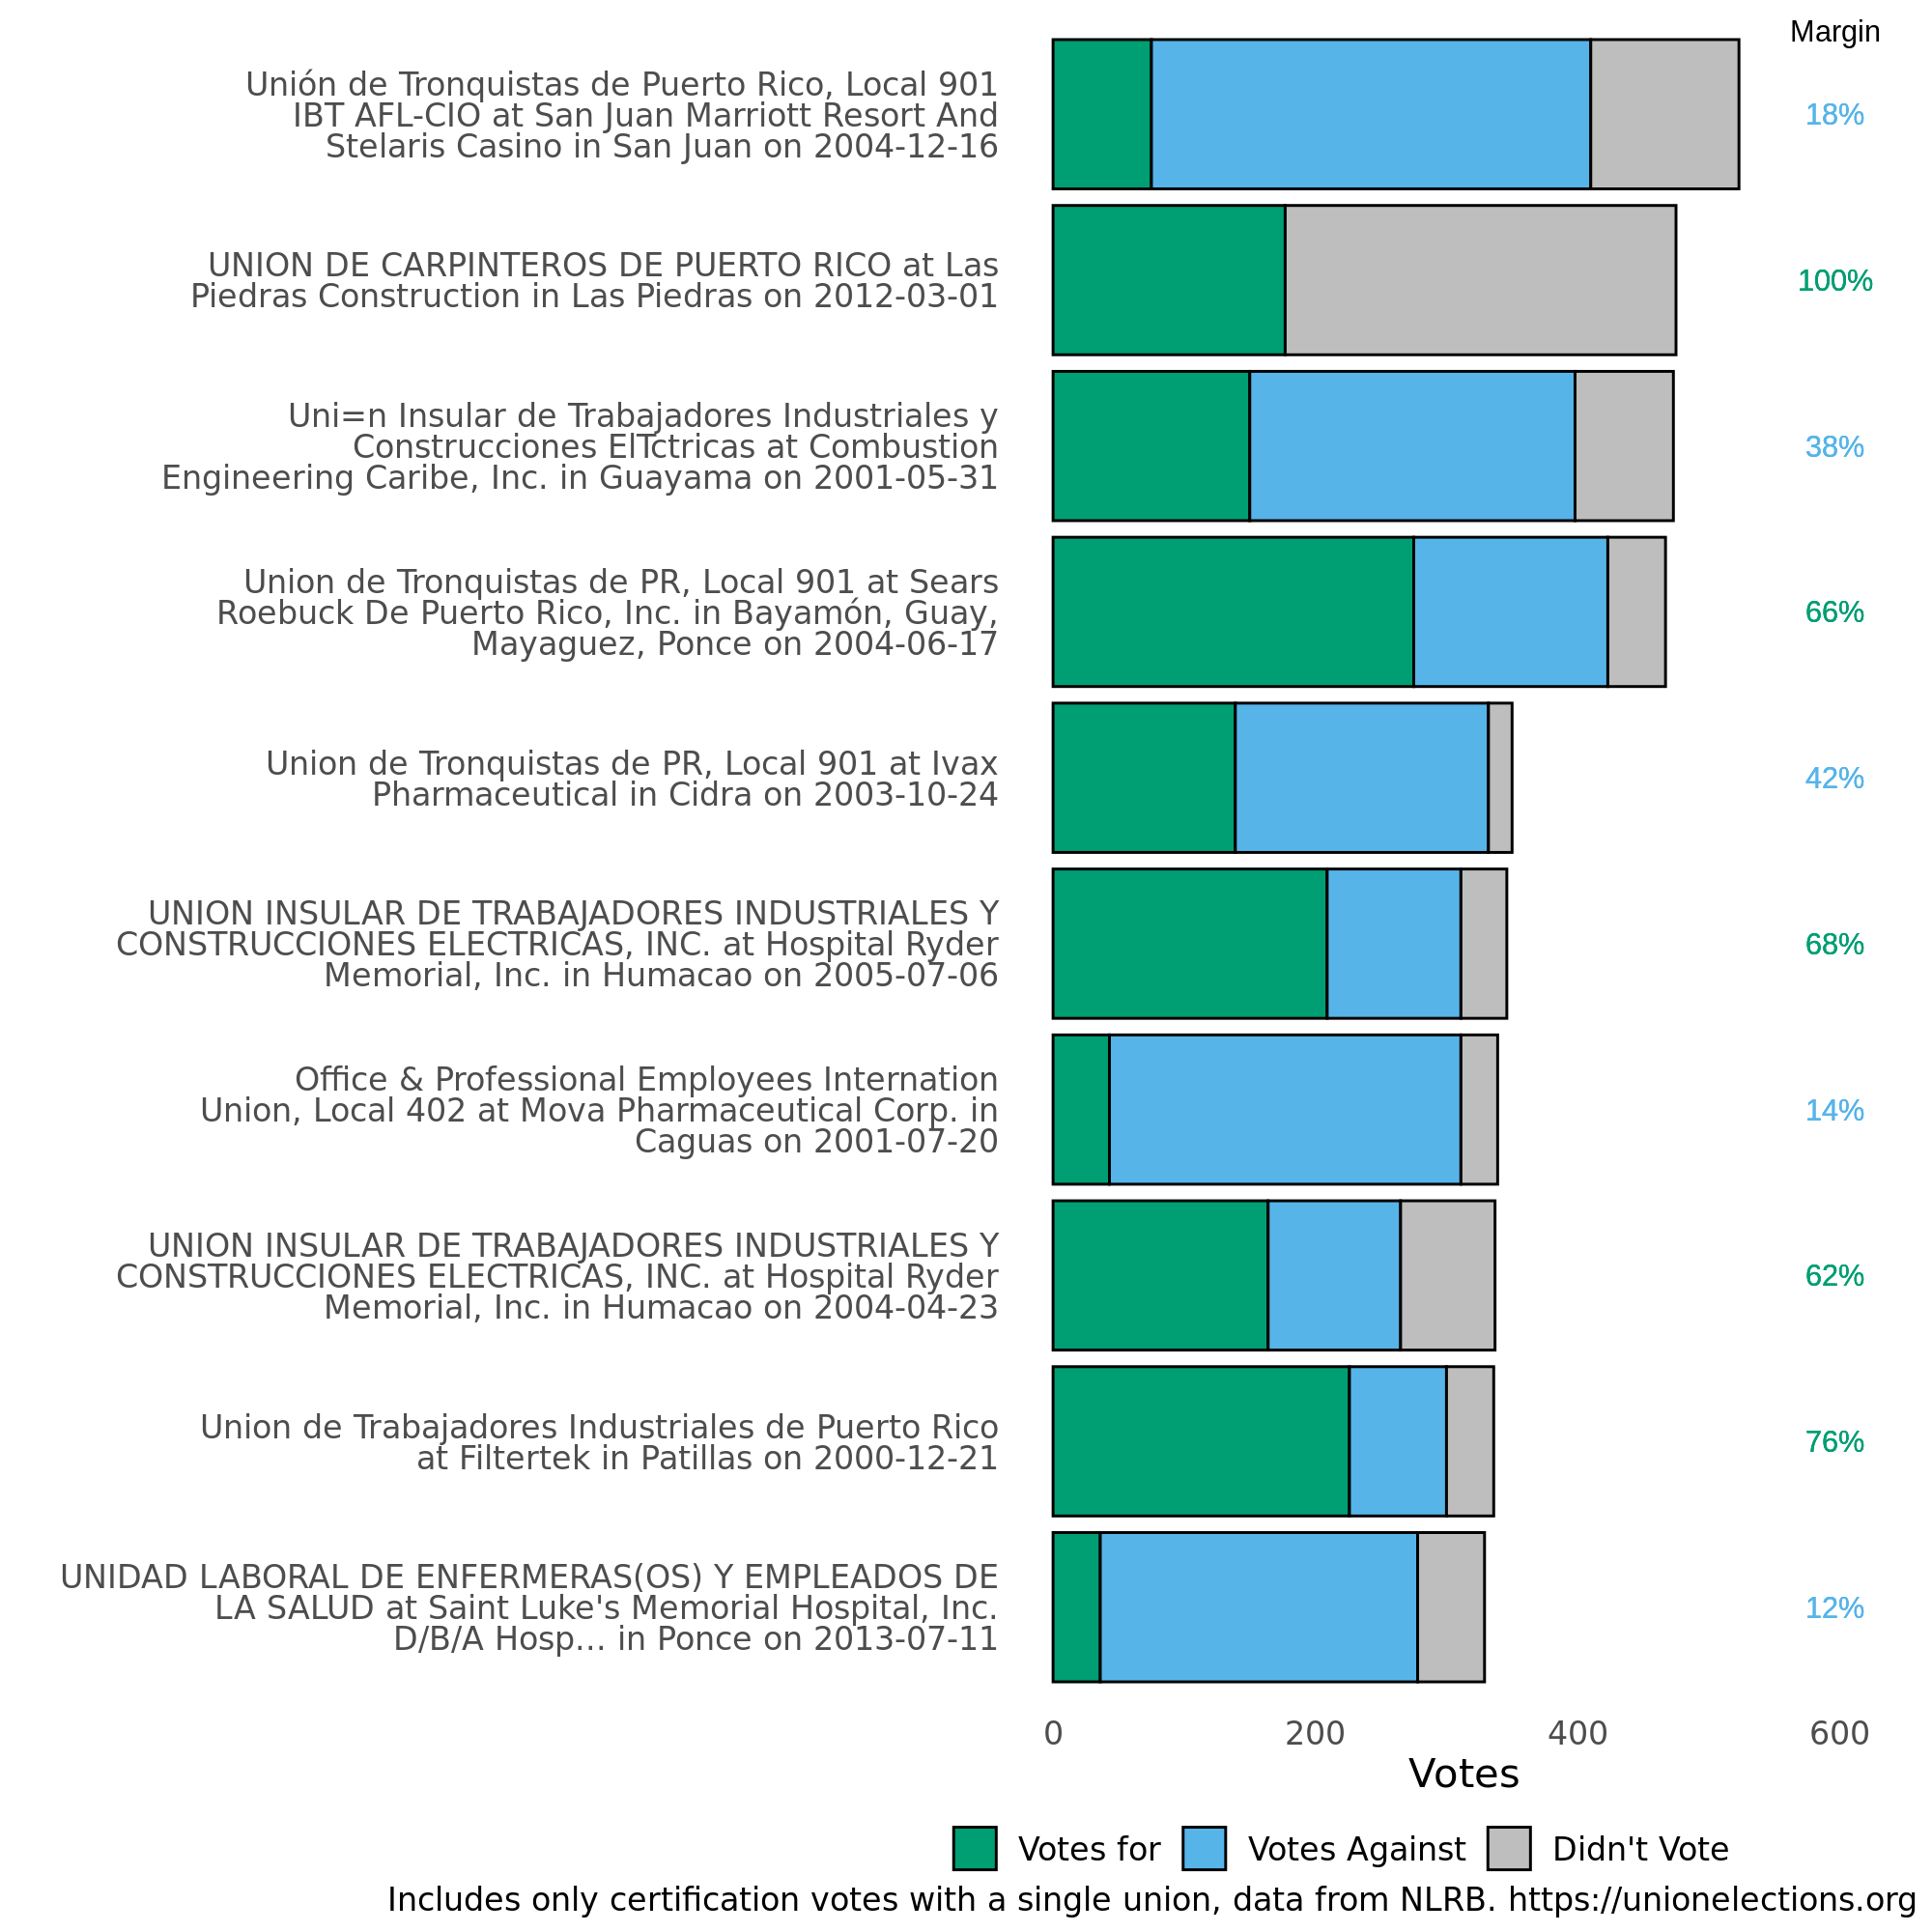 Margin
Unión de Tronquistas de Puerto Rico, Local 901
IBT AFL-CIO at San Juan Marriott Resort And
Stelaris Casino in San Juan on 2004-12-16
18%
UNION DE CARPINTEROS DE PUERTO RICO at Las
Piedras Construction in Las Piedras on 2012-03-01
100%
Uni=n Insular de Trabajadores Industriales y
Construcciones ElTctricas at Combustion
Engineering Caribe, Inc. in Guayama on 2001-05-31
38%
Union de Tronquistas de PR, Local 901 at Sears
Roebuck De Puerto Rico, Inc. in Bayamón, Guay,
Mayaguez, Ponce on 2004-06-17
66%
Union de Tronquistas de PR, Local 901 at Ivax
Pharmaceutical in Cidra on 2003-10-24
42%
UNION INSULAR DE TRABAJADORES INDUSTRIALES Y
CONSTRUCCIONES ELECTRICAS, INC. at Hospital Ryder
Memorial, Inc. in Humacao on 2005-07-06
68%
Office & Professional Employees Internation
Union, Local 402 at Mova Pharmaceutical Corp. in
Caguas on 2001-07-20
14%
UNION INSULAR DE TRABAJADORES INDUSTRIALES Y
CONSTRUCCIONES ELECTRICAS, INC. at Hospital Ryder
Memorial, Inc. in Humacao on 2004-04-23
62%
Union de Trabajadores Industriales de Puerto Rico
at Filtertek in Patillas on 2000-12-21
76%
UNIDAD LABORAL DE ENFERMERAS(OS) Y EMPLEADOS DE
LA SALUD at Saint Luke's Memorial Hospital, Inc.
D/B/A Hosp... in Ponce on 2013-07-11
12%
0 200 400 600
Votes
Votes for Votes Against Didn't Vote
Includes only certification votes with a single union, data from NLRB. https://unionelections.org